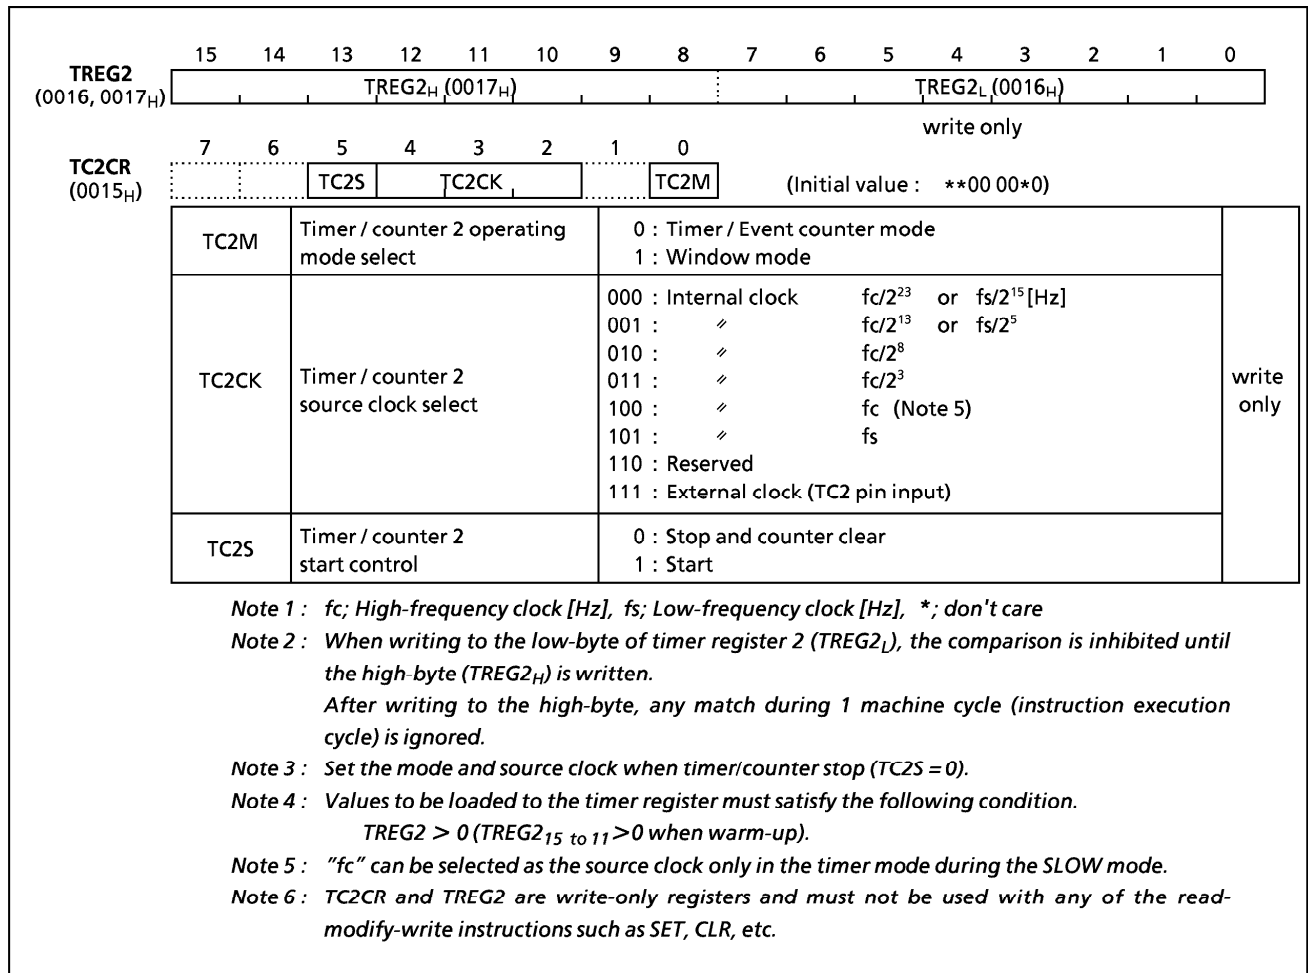 15 14 13 12 11 10 9 8 7 6 5 4 3 2 1 0
TREG2
(0016, 0017H)
TREG2H (0017H)
TREG2L (0016H)
write only
7 6 5 4 3 2 1 0
TC2CR
(0015H)
TC2S
TC2CK
TC2M
(Initial value : **00 00*0)
TC2M
Timer / counter 2 operating
mode select
0 : Timer / Event counter mode
1 : Window mode
TC2CK
Timer / counter 2
source clock select
000 : Internal clock fc/2²³ or fs/2¹⁵ [Hz]
001 : 〃 fc/2¹³ or fs/2⁵
010 : 〃 fc/2⁸
011 : 〃 fc/2³
100 : 〃 fc (Note 5)
101 : 〃 fs
110 : Reserved
111 : External clock (TC2 pin input)
TC2S
Timer / counter 2
start control
0 : Stop and counter clear
1 : Start
write
only
Note 1 : fc; High-frequency clock [Hz], fs; Low-frequency clock [Hz], *; don't care
Note 2 : When writing to the low-byte of timer register 2 (TREG2L), the comparison is inhibited until
the high-byte (TREG2H) is written.
After writing to the high-byte, any match during 1 machine cycle (instruction execution
cycle) is ignored.
Note 3 : Set the mode and source clock when timer/counter stop (TC2S = 0).
Note 4 : Values to be loaded to the timer register must satisfy the following condition.
TREG2 > 0 (TREG215 to 11 > 0 when warm-up).
Note 5 : "fc" can be selected as the source clock only in the timer mode during the SLOW mode.
Note 6 : TC2CR and TREG2 are write-only registers and must not be used with any of the read-
modify-write instructions such as SET, CLR, etc.